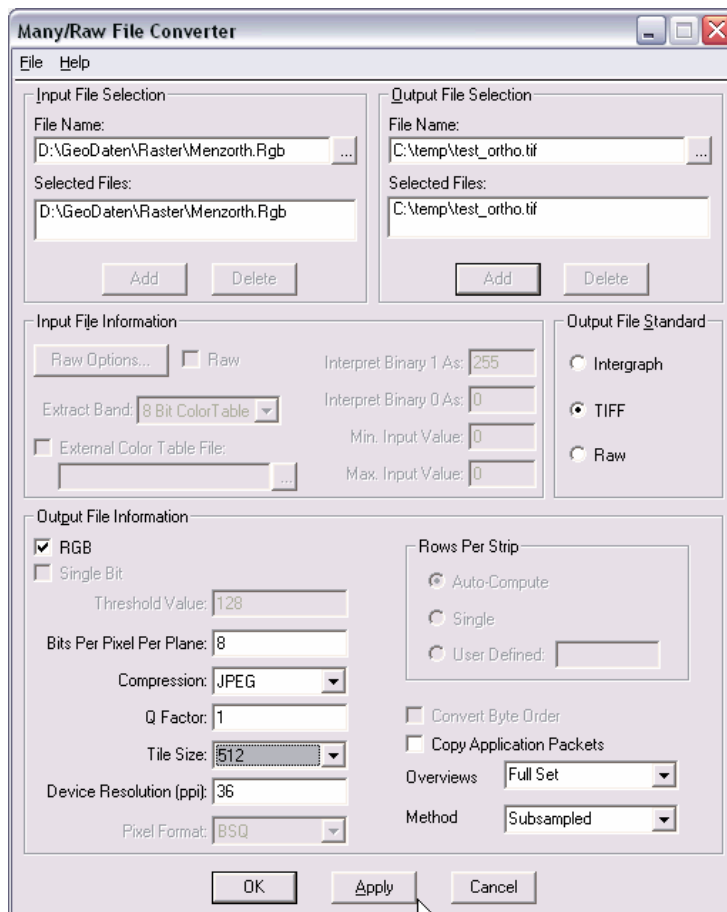 Many/Raw File Converter
File Help
Input File Selection
File Name:
D:\GeoDaten\Raster\Menzorth.Rgb ...
Selected Files:
D:\GeoDaten\Raster\Menzorth.Rgb
Add Delete
Output File Selection
File Name:
C:\temp\test_ortho.tif ...
Selected Files:
C:\temp\test_ortho.tif
Add Delete
Input File Information
Raw Options... Raw
Extract Band: 8 Bit ColorTable
External Color Table File:
...
Interpret Binary 1 As: 255
Interpret Binary 0 As: 0
Min. Input Value: 0
Max. Input Value: 0
Output File Standard
Intergraph
TIFF
Raw
Output File Information
RGB
Single Bit
Threshold Value: 128
Bits Per Pixel Per Plane: 8
Compression: JPEG
Q Factor: 1
Tile Size: 512
Device Resolution (ppi): 36
Pixel Format: BSQ
Rows Per Strip
Auto-Compute
Single
User Defined:
Convert Byte Order
Copy Application Packets
Overviews Full Set
Method Subsampled
OK Apply Cancel